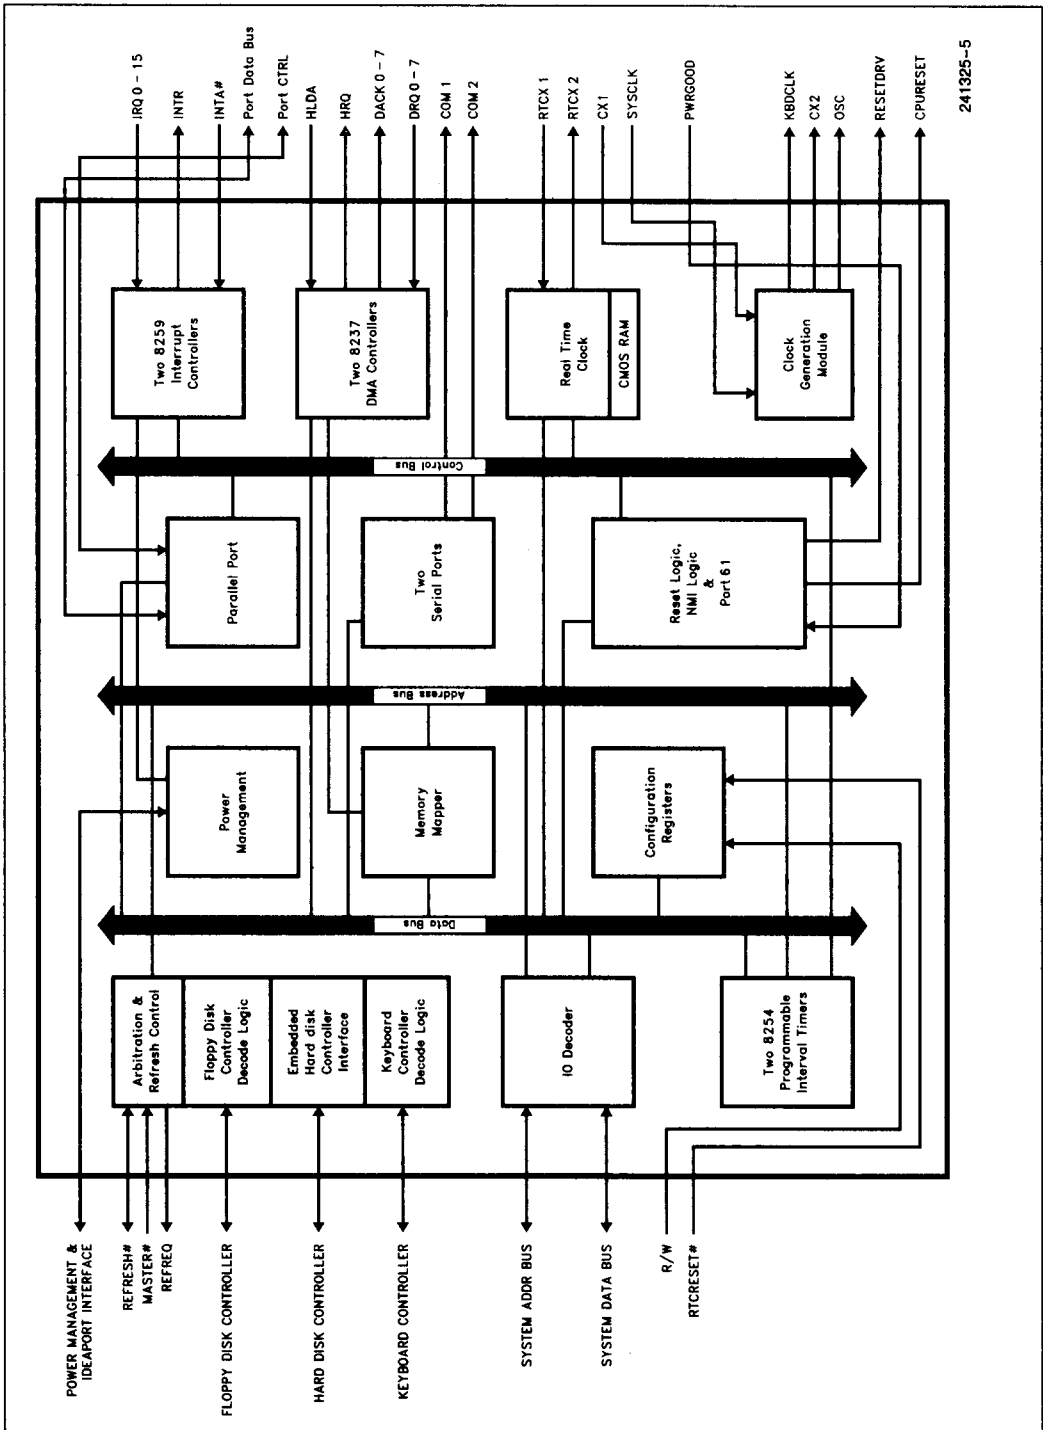 POWER MANAGEMENT &
IDEAPORT INTERFACE
REFRESH#
MASTER#
REFREQ
FLOPPY DISK CONTROLLER
HARD DISK CONTROLLER
KEYBOARD CONTROLLER
SYSTEM ADDR BUS
SYSTEM DATA BUS
R/W
RTCRESET#
Arbitration &
Refresh Control
Floppy Disk
Controller
Decode Logic
Embedded
Hard disk
Controller
Interface
Keyboard
Controller
Decode Logic
IO Decoder
Two 8254
Programmable
Interval Timers
Data Bus
Power
Management
Memory
Mapper
Configuration
Registers
Address Bus
Parallel Port
Two
Serial Ports
Reset Logic,
NMI Logic
&
Port 61
Control Bus
Two 8259
Interrupt
Controllers
Two 8237
DMA Controllers
Real Time
Clock
CMOS RAM
Clock
Generation
Module
IRQ 0 - 15
INTR
INTA#
Port Data Bus
Port CTRL
HLDA
HRQ
DACK 0 - 7
DRQ 0 - 7
COM 1
COM 2
RTCX 1
RTCX 2
CX1
SYSCLK
PWRGOOD
KBDCLK
CX2
OSC
RESETDRV
CPURESET
241325-5